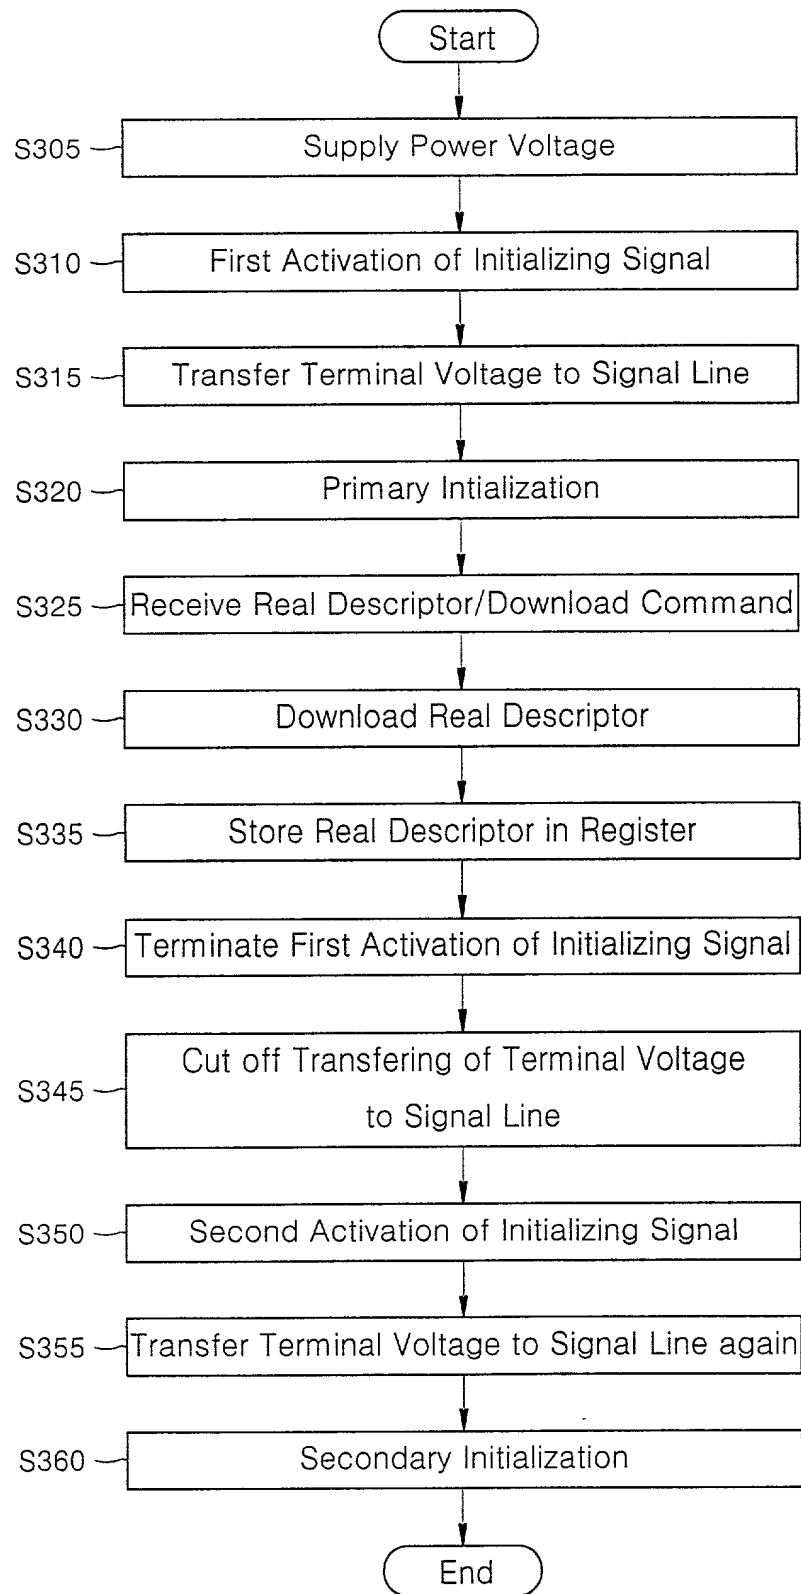 Start
S305 Supply Power Voltage
S310 First Activation of Initializing Signal
S315 Transfer Terminal Voltage to Signal Line
S320 Primary Intialization
S325 Receive Real Descriptor/Download Command
S330 Download Real Descriptor
S335 Store Real Descriptor in Register
S340 Terminate First Activation of Initializing Signal
S345 Cut off Transfering of Terminal Voltage
to Signal Line
S350 Second Activation of Initializing Signal
S355 Transfer Terminal Voltage to Signal Line again
S360 Secondary Initialization
End